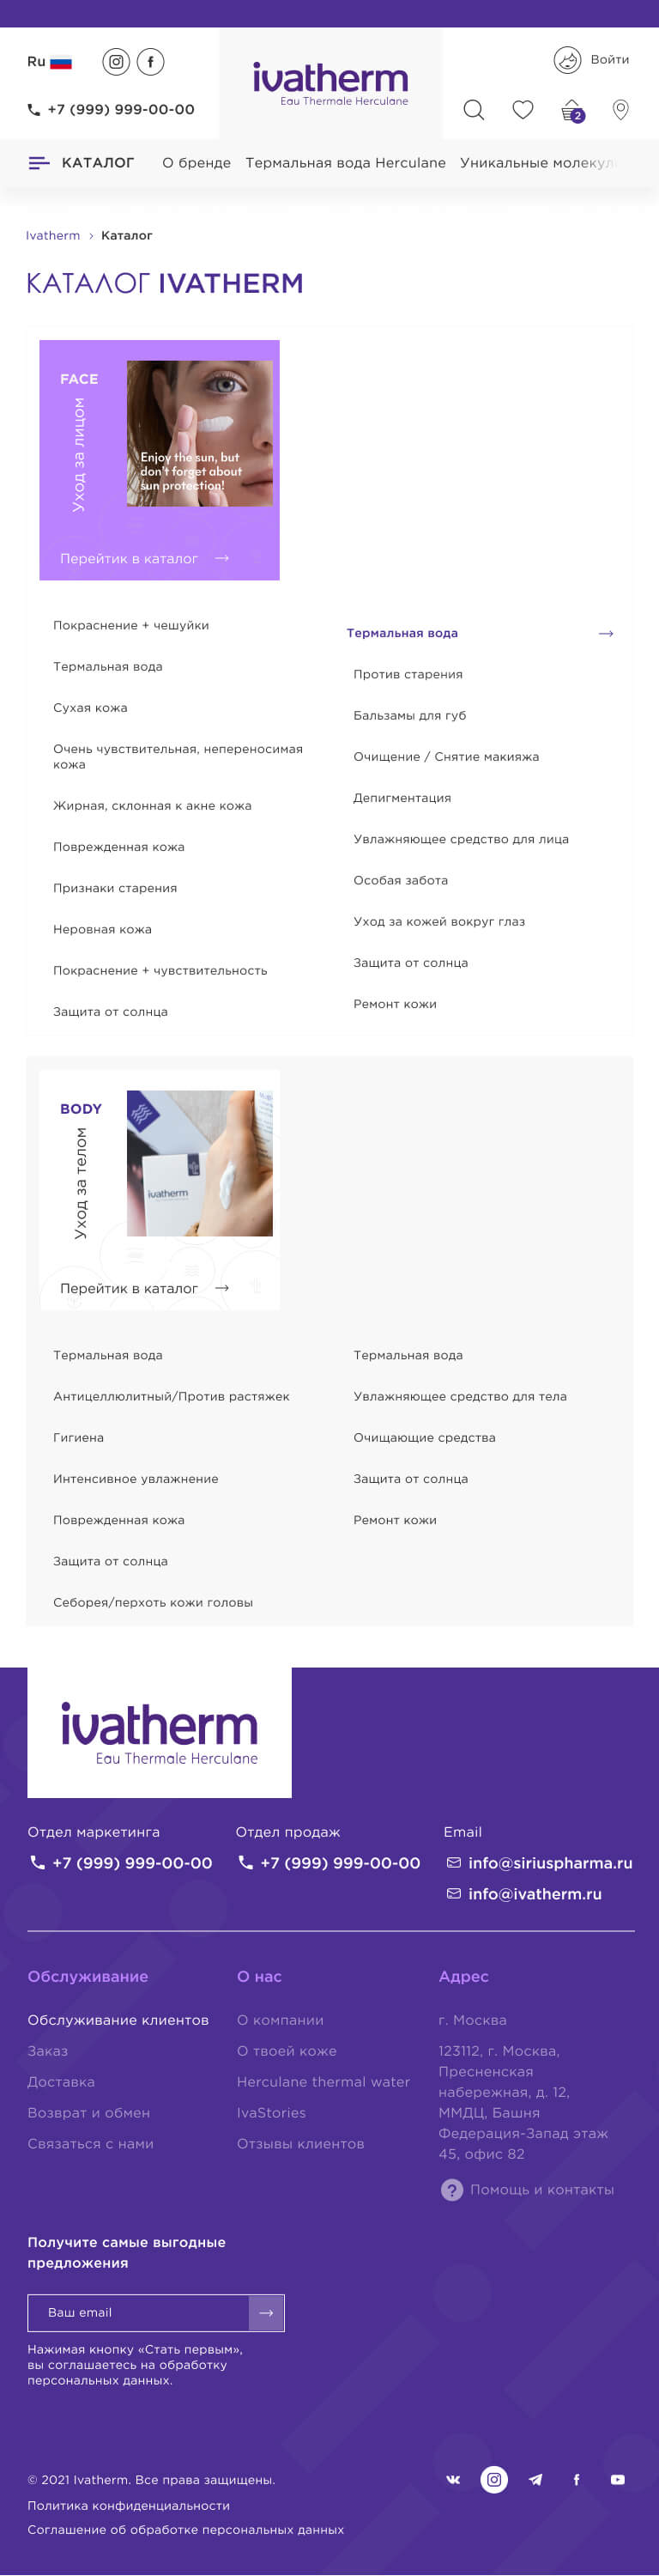 Ru
Войти
ivatherm
Eau Thermale Herculane
+7 (999) 999-00-00
2
КАТАЛОГ О бренде Термальная вода Herculane Уникальные молекул
Ivatherm > Каталог
КАТАЛОГ IVATHERM
FACE
Уход за лицом
Enjoy the sun, but
don't forget about
sun protection!
Перейтик в каталог →
Покраснение + чешуйки
Термальная вода
Сухая кожа
Очень чувствительная, непереносимая
кожа
Жирная, склонная к акне кожа
Поврежденная кожа
Признаки старения
Неровная кожа
Покраснение + чувствительность
Защита от солнца
Термальная вода →
Против старения
Бальзамы для губ
Очищение / Снятие макияжа
Депигментация
Увлажняющее средство для лица
Особая забота
Уход за кожей вокруг глаз
Защита от солнца
Ремонт кожи
BODY
Уход за телом
ivatherm
Перейтик в каталог →
Термальная вода
Антицеллюлитный/Против растяжек
Гигиена
Интенсивное увлажнение
Поврежденная кожа
Защита от солнца
Себорея/перхоть кожи головы
Термальная вода
Увлажняющее средство для тела
Очищающие средства
Защита от солнца
Ремонт кожи
ivatherm
Eau Thermale Herculane
Отдел маркетинга
+7 (999) 999-00-00
Отдел продаж
+7 (999) 999-00-00
Email
info@siriuspharma.ru
info@ivatherm.ru
Обслуживание
Обслуживание клиентов
Заказ
Доставка
Возврат и обмен
Связаться с нами
О нас
О компании
О твоей коже
Herculane thermal water
IvaStories
Отзывы клиентов
Адрес
г. Москва
123112, г. Москва,
Пресненская
набережная, д. 12,
ММДЦ, Башня
Федерация-Запад этаж
45, офис 82
? Помощь и контакты
Получите самые выгодные
предложения
Ваш email →
Нажимая кнопку «Стать первым»,
вы соглашаетесь на обработку
персональных данных.
© 2021 Ivatherm. Все права защищены.
Политика конфиденциальности
Соглашение об обработке персональных данных